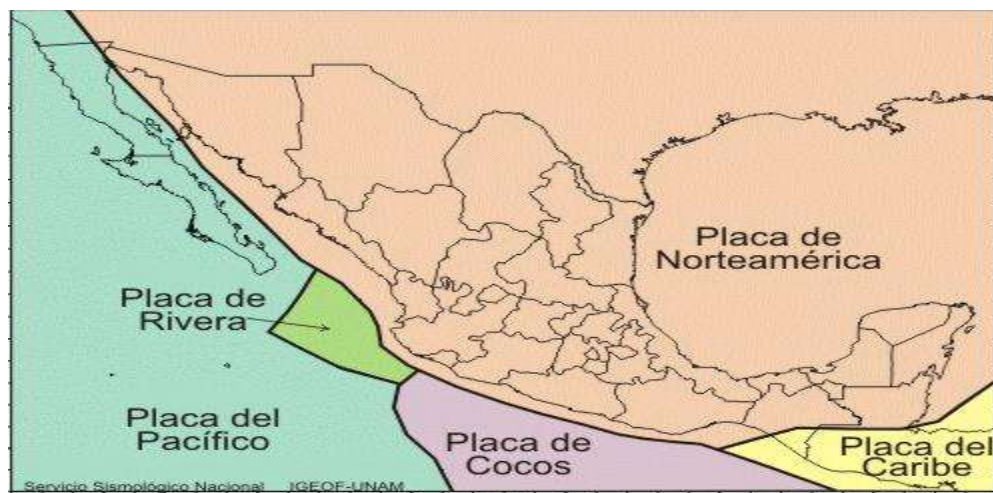 Placa de
Norteamérica
Placa de
Rivera
Placa del
Pacífico
Placa de
Cocos
Placa del
Caribe
Servicio Sismológico Nacional IGEOF-UNAM